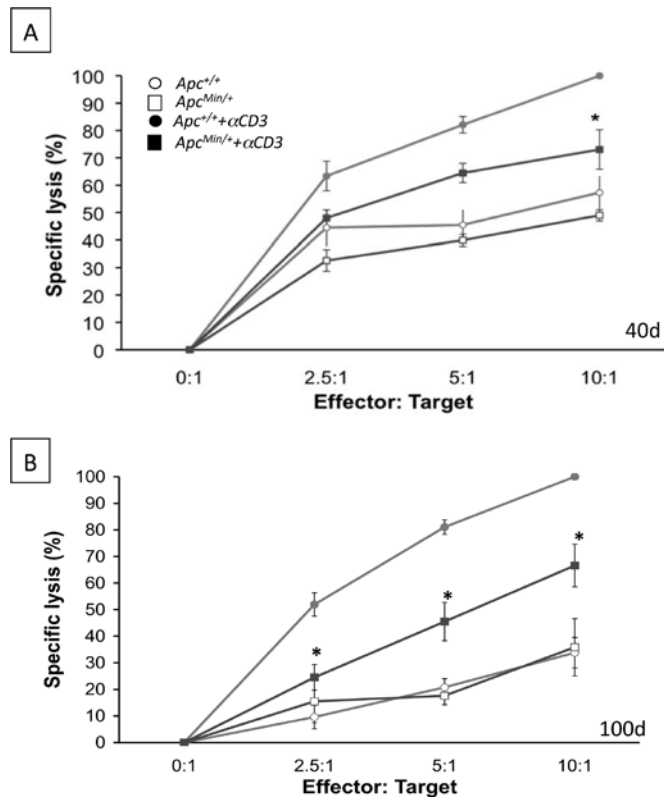 A
100
90
80
70
60
50
40
30
20
10
0
Specific lysis (%)
Apc+/+
ApcMin/+
Apc+/++αCD3
ApcMin/++αCD3
*
40d
0:1 2.5:1 5:1 10:1
Effector: Target
B
100
90
80
70
60
50
40
30
20
10
0
Specific lysis (%)
*
*
*
100d
0:1 2.5:1 5:1 10:1
Effector: Target